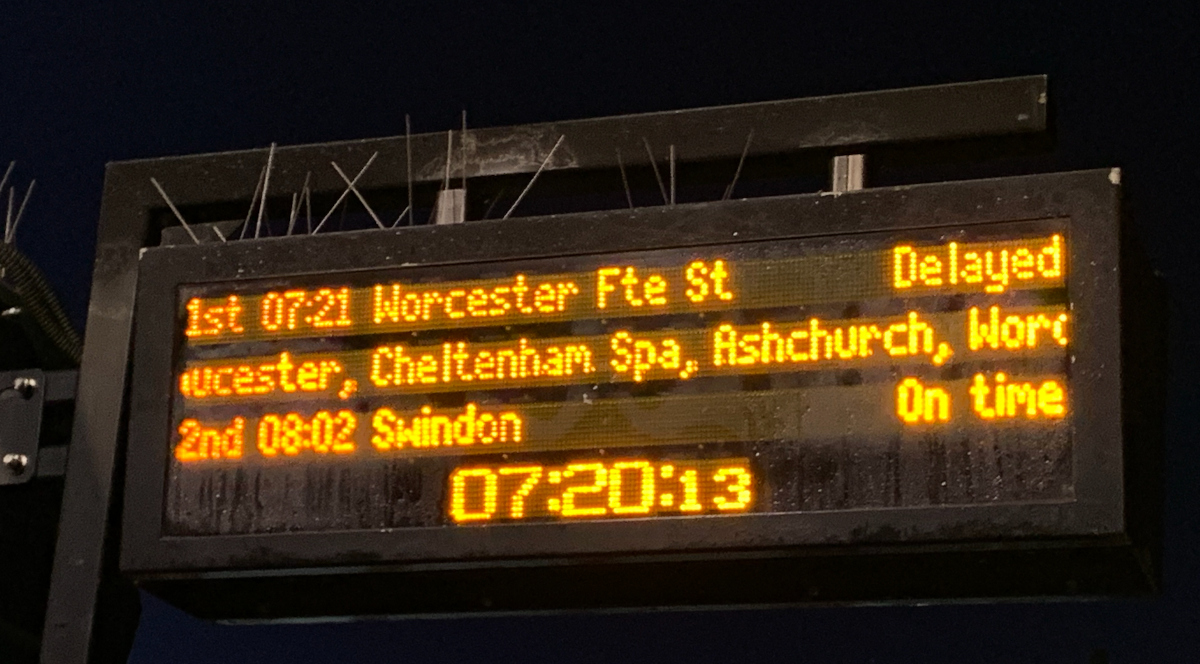 1st 07:21 Worcester Fte St Delayed
ucester, Cheltenham Spa, Ashchurch, Worc
2nd 08:02 Swindon On time
07:20:13